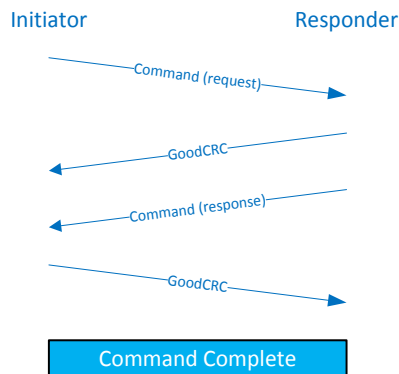 Initiator
Responder
Command (request)
GoodCRC
Command (response)
GoodCRC
Command Complete